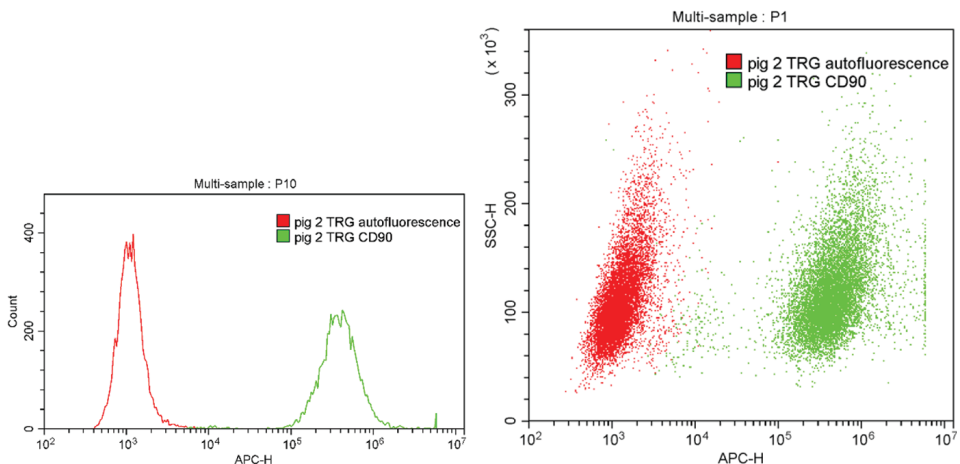 Multi-sample : P10
pig 2 TRG autofluorescence
pig 2 TRG CD90
Count
400
200
0
10² 10³ 10⁴ 10⁵ 10⁶ 10⁷
APC-H
Multi-sample : P1
(x 10³)
pig 2 TRG autofluorescence
pig 2 TRG CD90
SSC-H
300
200
100
0
10² 10³ 10⁴ 10⁵ 10⁶ 10⁷
APC-H